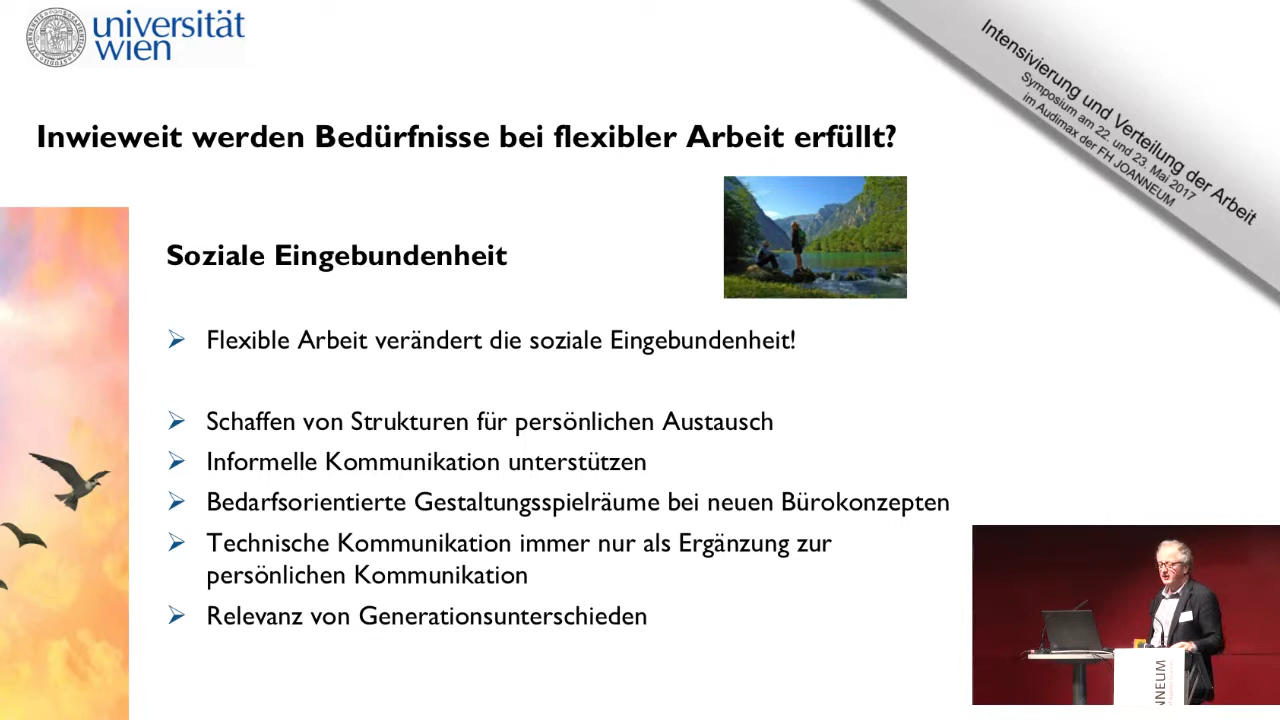 universität
wien
Intensivierung und Verteilung der Arbeit
Symposium am 22. und 23. Mai 2017
im Audimax der FH JOANNEUM
Inwieweit werden Bedürfnisse bei flexibler Arbeit erfüllt?
Soziale Eingebundenheit
Flexible Arbeit verändert die soziale Eingebundenheit!
Schaffen von Strukturen für persönlichen Austausch
Informelle Kommunikation unterstützen
Bedarfsorientierte Gestaltungsspielräume bei neuen Bürokonzepten
Technische Kommunikation immer nur als Ergänzung zur
persönlichen Kommunikation
Relevanz von Generationsunterschieden